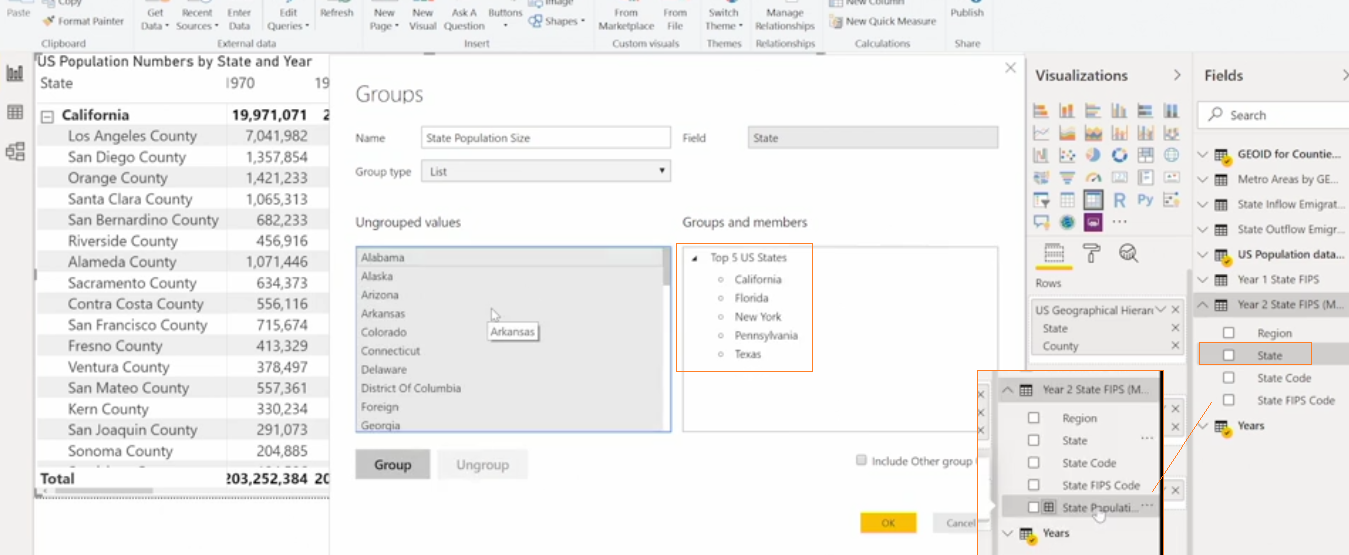 Paste
Copy
Format Painter
Clipboard
Get Data
Recent Sources
Enter Data
Edit Queries
Refresh
External data
New Page
New Visual
Ask A Question
Buttons
Image
Shapes
Insert
From Marketplace
From File
Custom visuals
Switch Theme
Themes
Manage Relationships
Relationships
New Column
New Quick Measure
Calculations
Publish
Share
US Population Numbers by State and Year
State 1970 19
California 19,971,071 2
Los Angeles County 7,041,982
San Diego County 1,357,854
Orange County 1,421,233
Santa Clara County 1,065,313
San Bernardino County 682,233
Riverside County 456,916
Alameda County 1,071,446
Sacramento County 634,373
Contra Costa County 556,116
San Francisco County 715,674
Fresno County 413,329
Ventura County 378,497
San Mateo County 557,361
Kern County 330,234
San Joaquin County 291,073
Sonoma County 204,885
Total 203,252,384 20
Groups
Name State Population Size Field State
Group type List
Ungrouped values
Alabama
Alaska
Arizona
Arkansas
Colorado
Connecticut
Delaware
District Of Columbia
Foreign
Georgia
Arkansas
Groups and members
Top 5 US States
California
Florida
New York
Pennsylvania
Texas
Group Ungroup
Include Other group
OK Cancel
Visualizations
R Py
...
Rows
US Geographical Hierar
State
County
Fields
Search
GEOID for Countie...
Metro Areas by GE...
State Inflow Emigrat...
State Outflow Emigr...
US Population data...
Year 1 State FIPS
Year 2 State FIPS (M...
Region
State
State Code
State FIPS Code
Years
Year 2 State FIPS (M...
Region
State ...
State Code
State FIPS Code
State Populati... ...
Years